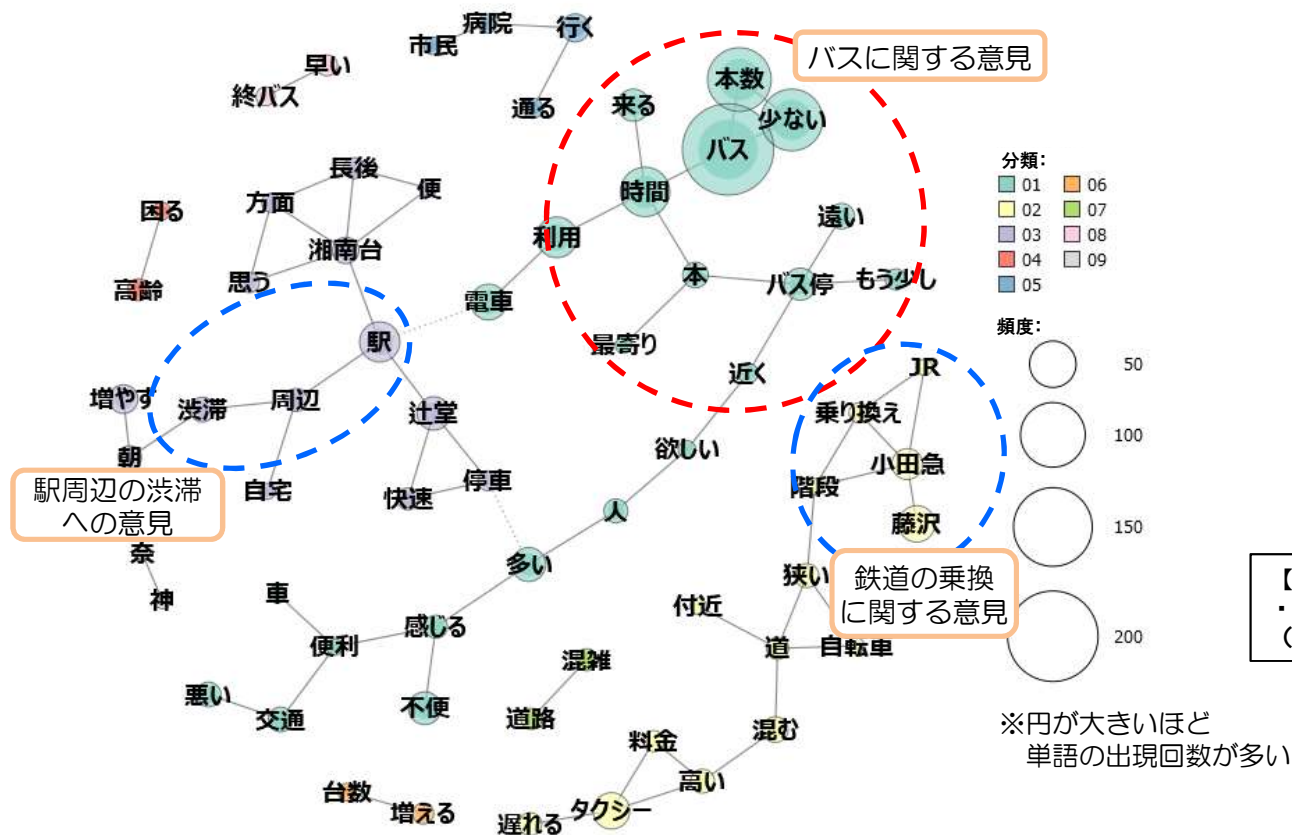 病院
行く
市民
通る
早い
終バス
バスに関する意見
本数
少ない
来る
バス
時間
利用
遠い
本
バス停
もう少し
最寄り
近く
電車
長後
方面
便
湘南台
思う
困る
高齢
駅
増やす
渋滞
周辺
朝
自宅
辻堂
停車
快速
駅周辺の渋滞
への意見
奈
神
欲しい
人
多い
感じる
車
便利
悪い
交通
不便
混雑
道路
台数
増える
JR
乗り換え
小田急
階段
藤沢
鉄道の乗換
に関する意見
狭い
付近
道
自転車
混む
料金
高い
タクシー
遅れる
分類:
01
02
03
04
05
06
07
08
09
頻度:
50
100
150
200
※円が大きいほど
単語の出現回数が多い
【
・
（